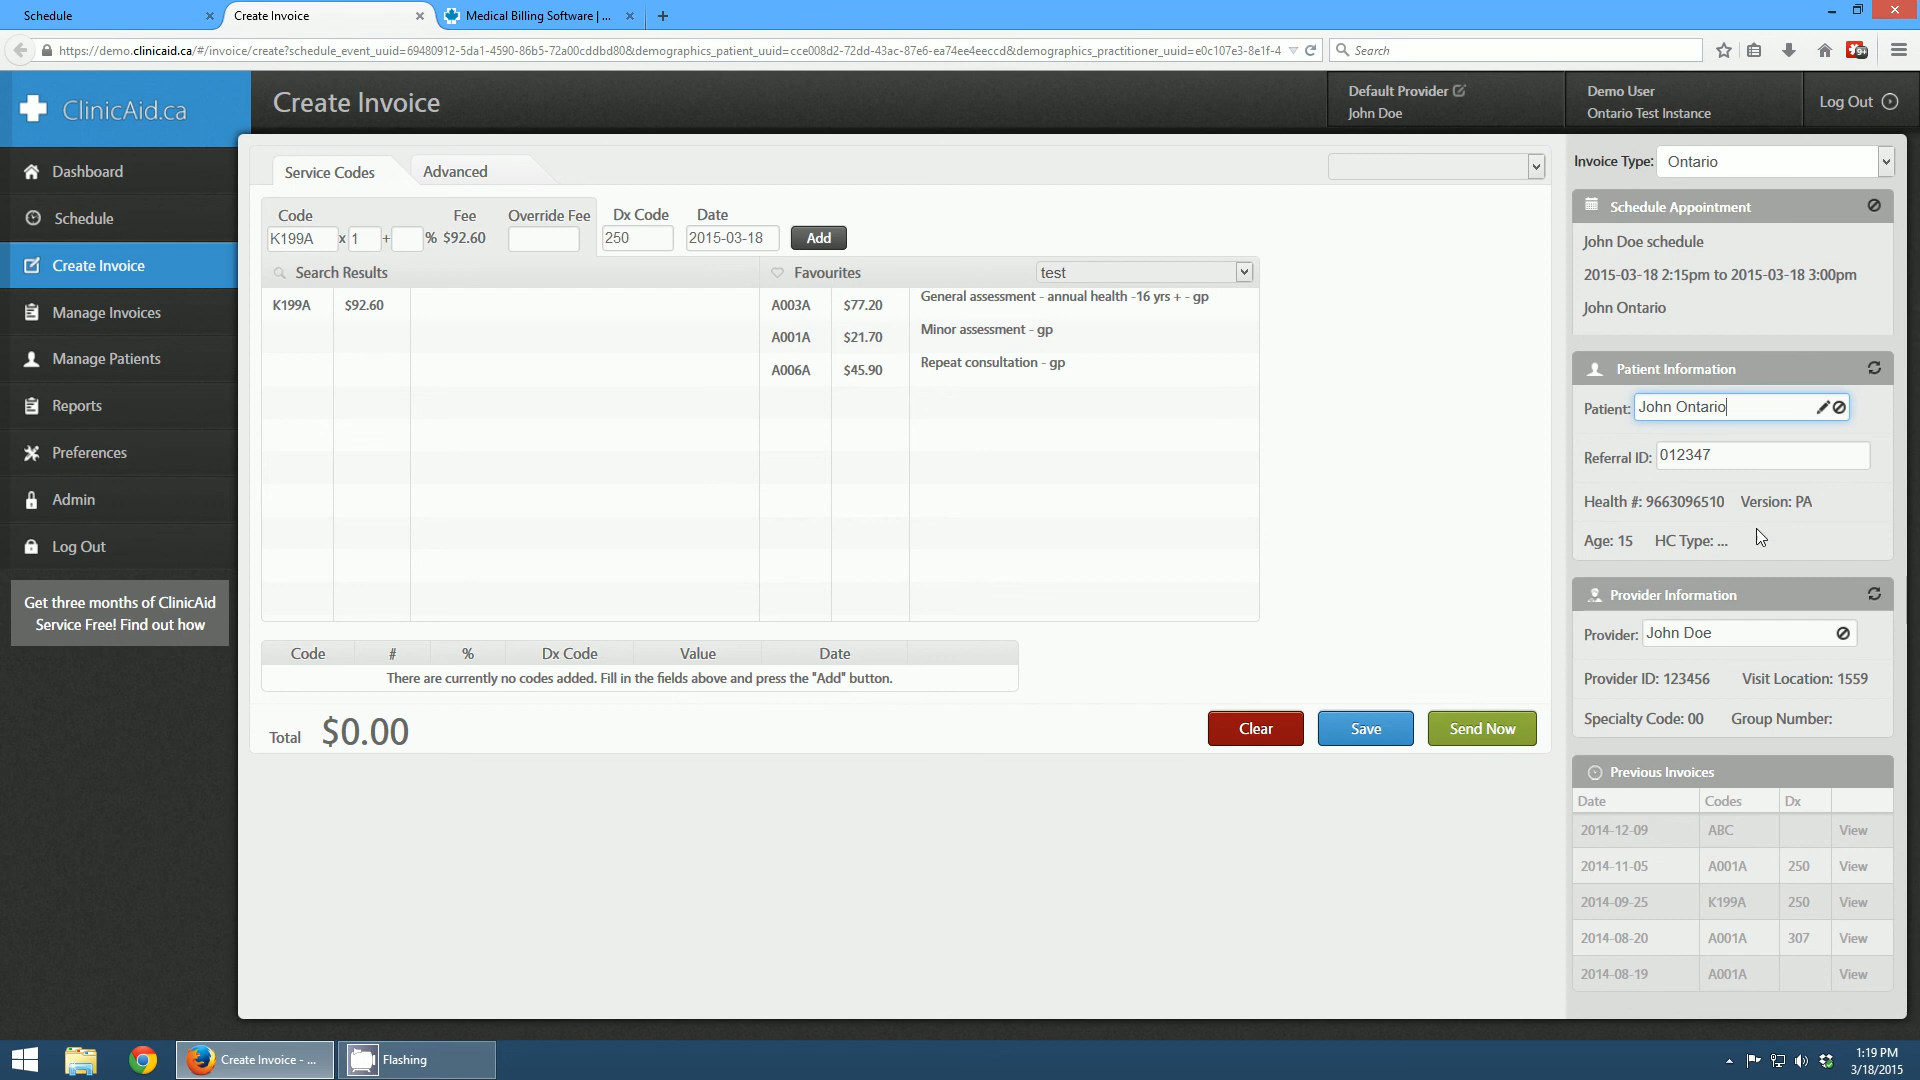 Schedule
Create Invoice
Medical Billing Software | ...
https://demo.clinicaid.ca/#/invoice/create?schedule_event_uuid=69480912-5da1-4590-86b5-72a00cddbd80&demographics_patient_uuid=cce008d2-72dd-43ac-87e6-ea74ee4eeccd&demographics_practitioner_uuid=e0c107e3-8e1f-4
Search
9+
ClinicAid.ca
Create Invoice
Default Provider
John Doe
Demo User
Ontario Test Instance
Log Out
Dashboard
Schedule
Create Invoice
Manage Invoices
Manage Patients
Reports
Preferences
Admin
Log Out
Get three months of ClinicAid
Service Free! Find out how
Service Codes
Advanced
Code Fee Override Fee Dx Code Date
K199A x 1 + % $92.60 250 2015-03-18 Add
Search Results
Favourites
test
K199A $92.60
A003A $77.20 General assessment - annual health -16 yrs + - gp
A001A $21.70 Minor assessment - gp
A006A $45.90 Repeat consultation - gp
Code # % Dx Code Value Date
There are currently no codes added. Fill in the fields above and press the "Add" button.
Total $0.00
Clear
Save
Send Now
Invoice Type: Ontario
Schedule Appointment
John Doe schedule
2015-03-18 2:15pm to 2015-03-18 3:00pm
John Ontario
Patient Information
Patient: John Ontario
Referral ID: 012347
Health #: 9663096510 Version: PA
Age: 15 HC Type: ...
Provider Information
Provider: John Doe
Provider ID: 123456 Visit Location: 1559
Specialty Code: 00 Group Number:
Previous Invoices
Date Codes Dx
2014-12-09 ABC View
2014-11-05 A001A 250 View
2014-09-25 K199A 250 View
2014-08-20 A001A 307 View
2014-08-19 A001A View
Create Invoice - ...
Flashing
1:19 PM
3/18/2015